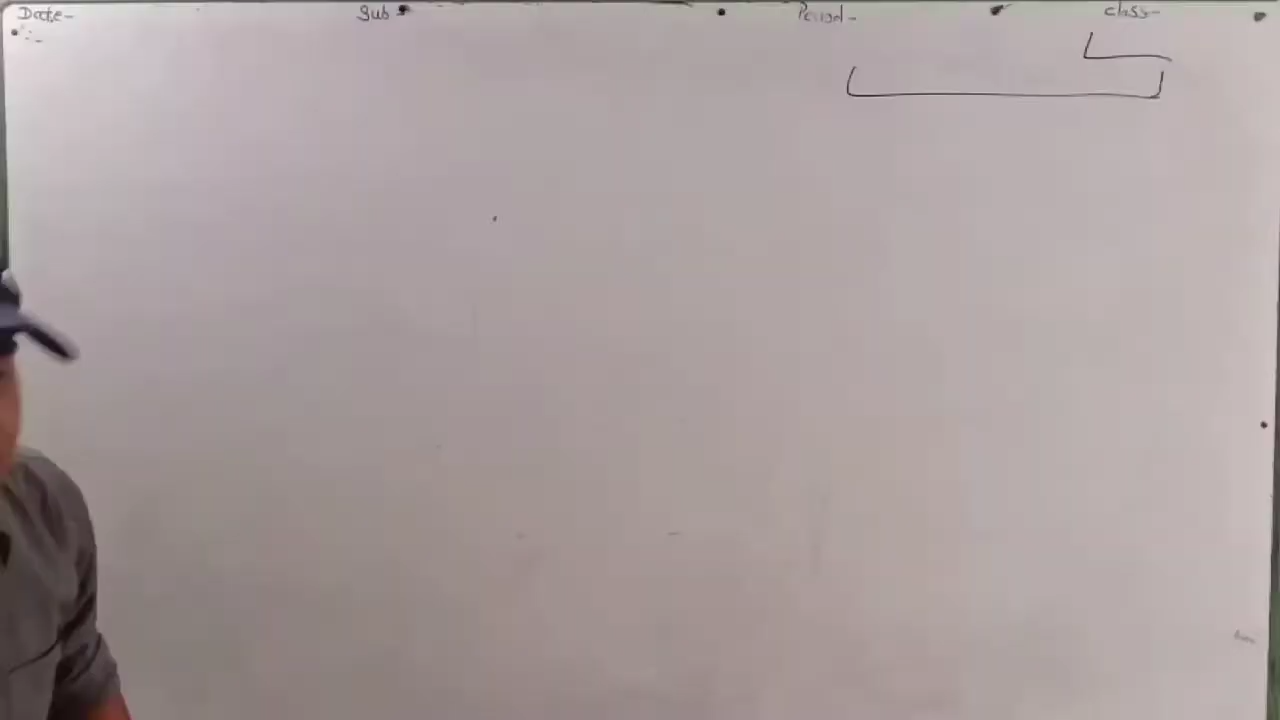 Date- Sub Period- class-